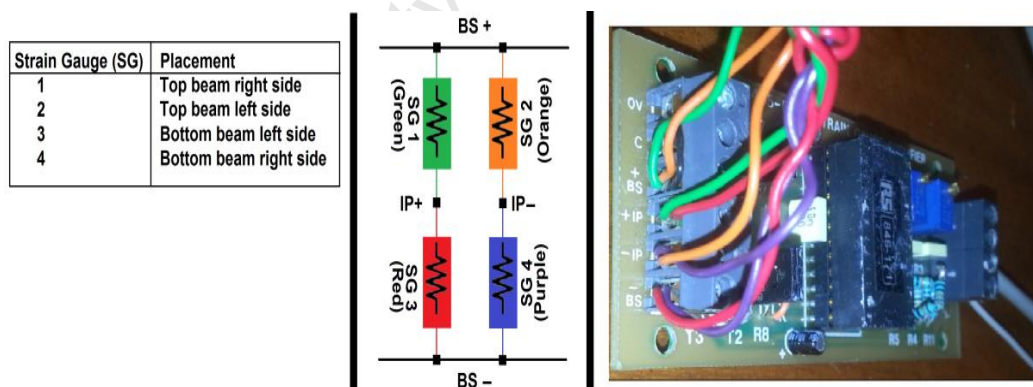 Strain Gauge (SG) Placement
1 Top beam right side
2 Top beam left side
3 Bottom beam left side
4 Bottom beam right side
BS +
SG 1
(Green)
SG 2
(Orange)
IP+
IP−
SG 3
(Red)
SG 4
(Purple)
BS −
OV
C
+
BS
+IP
-IP
-
BS
T3
T2
R8
+
RS
R5
R4
R11